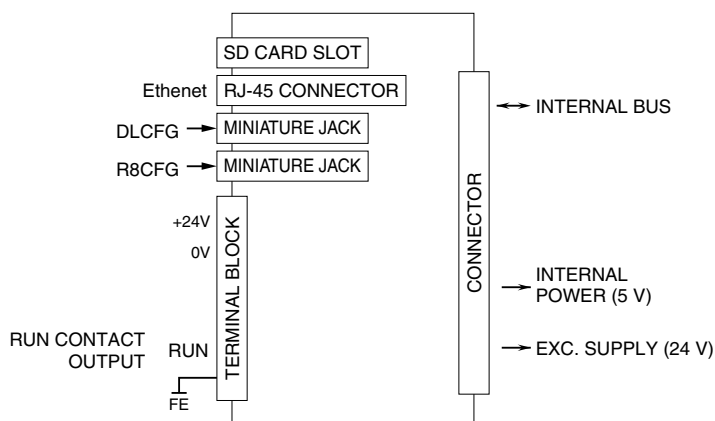 SD CARD SLOT
Ethenet RJ-45 CONNECTOR
DLCFG MINIATURE JACK
R8CFG MINIATURE JACK
+24V
0V
TERMINAL BLOCK
RUN CONTACT
OUTPUT
RUN
FE
CONNECTOR
INTERNAL BUS
INTERNAL
POWER (5 V)
EXC. SUPPLY (24 V)